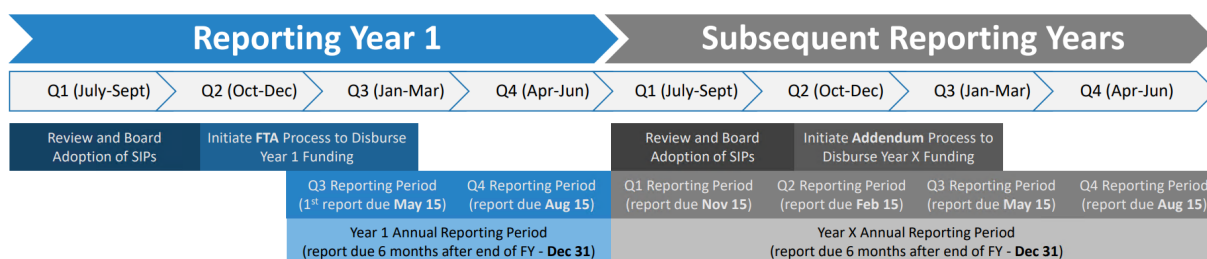 Reporting Year 1
Subsequent Reporting Years
Q1 (July-Sept)
Q2 (Oct-Dec)
Q3 (Jan-Mar)
Q4 (Apr-Jun)
Q1 (July-Sept)
Q2 (Oct-Dec)
Q3 (Jan-Mar)
Q4 (Apr-Jun)
Review and Board
Adoption of SIPs
Initiate FTA Process to Disburse
Year 1 Funding
Review and Board
Adoption of SIPs
Initiate Addendum Process to
Disburse Year X Funding
Q3 Reporting Period
(1st report due May 15)
Q4 Reporting Period
(report due Aug 15)
Q1 Reporting Period
(report due Nov 15)
Q2 Reporting Period
(report due Feb 15)
Q3 Reporting Period
(report due May 15)
Q4 Reporting Period
(report due Aug 15)
Year 1 Annual Reporting Period
(report due 6 months after end of FY - Dec 31)
Year X Annual Reporting Period
(report due 6 months after end of FY - Dec 31)